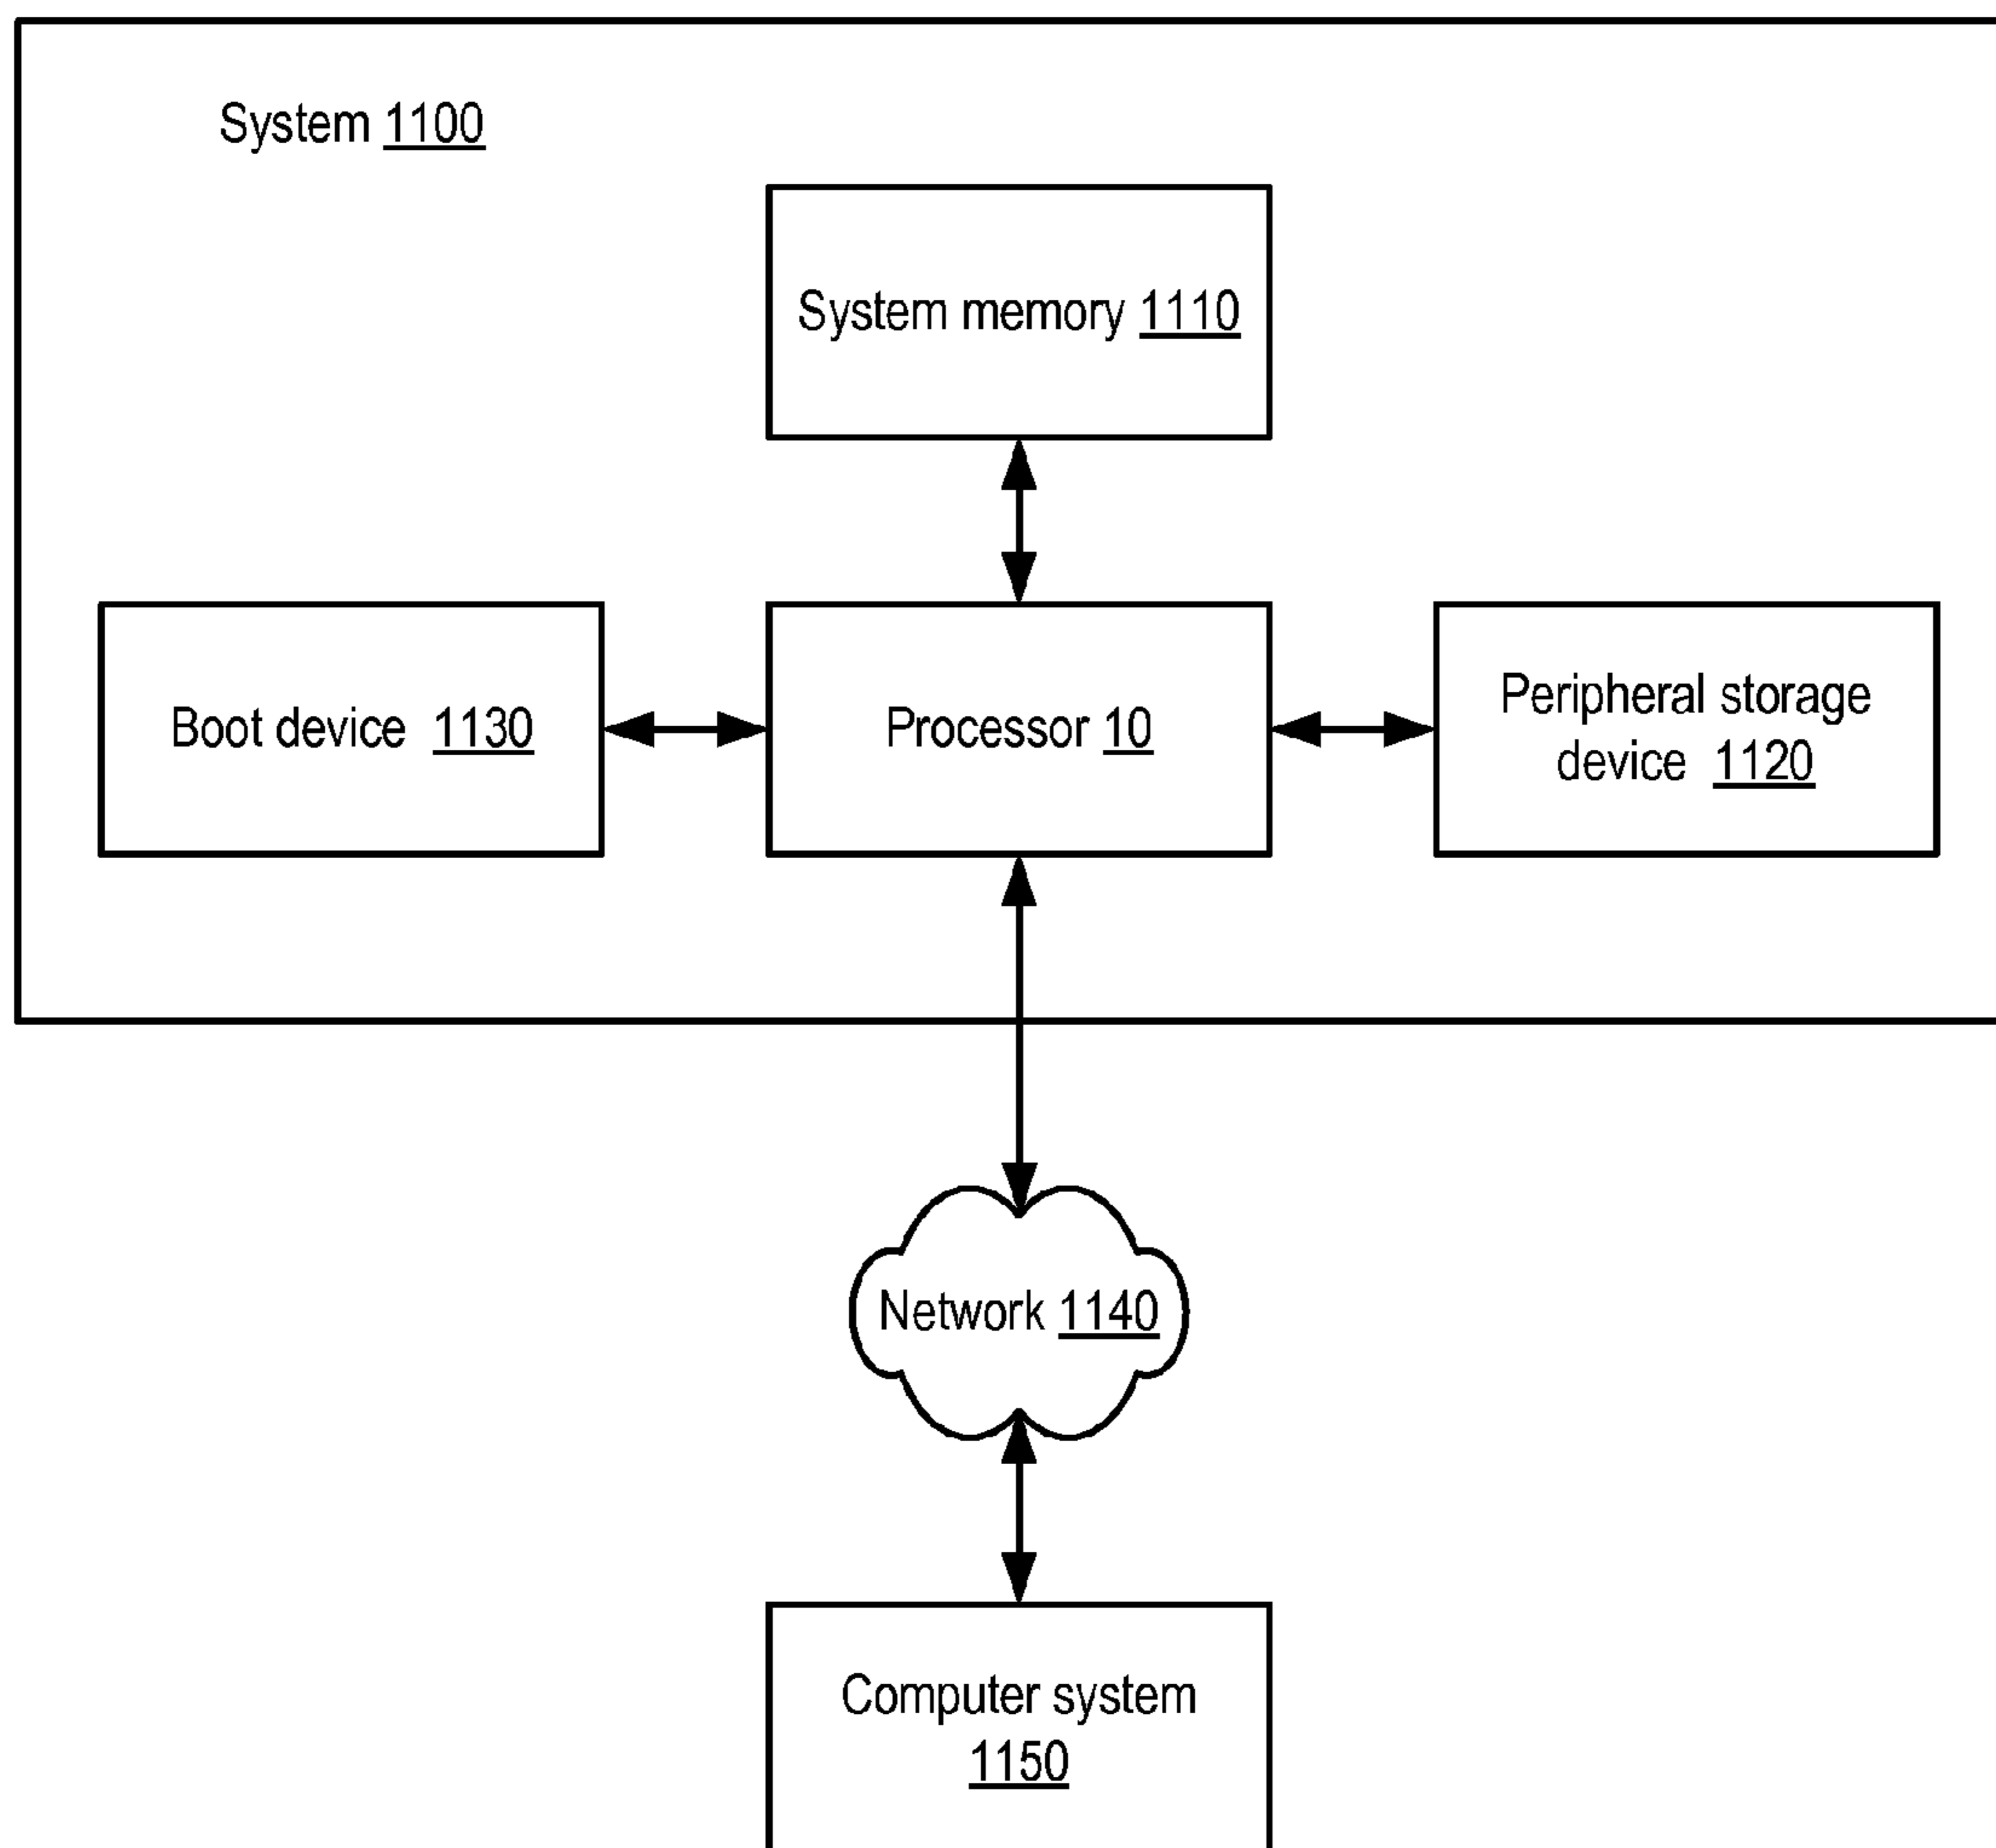 System 1100
System memory 1110
Boot device 1130
Processor 10
Peripheral storage
device 1120
Network 1140
Computer system
1150